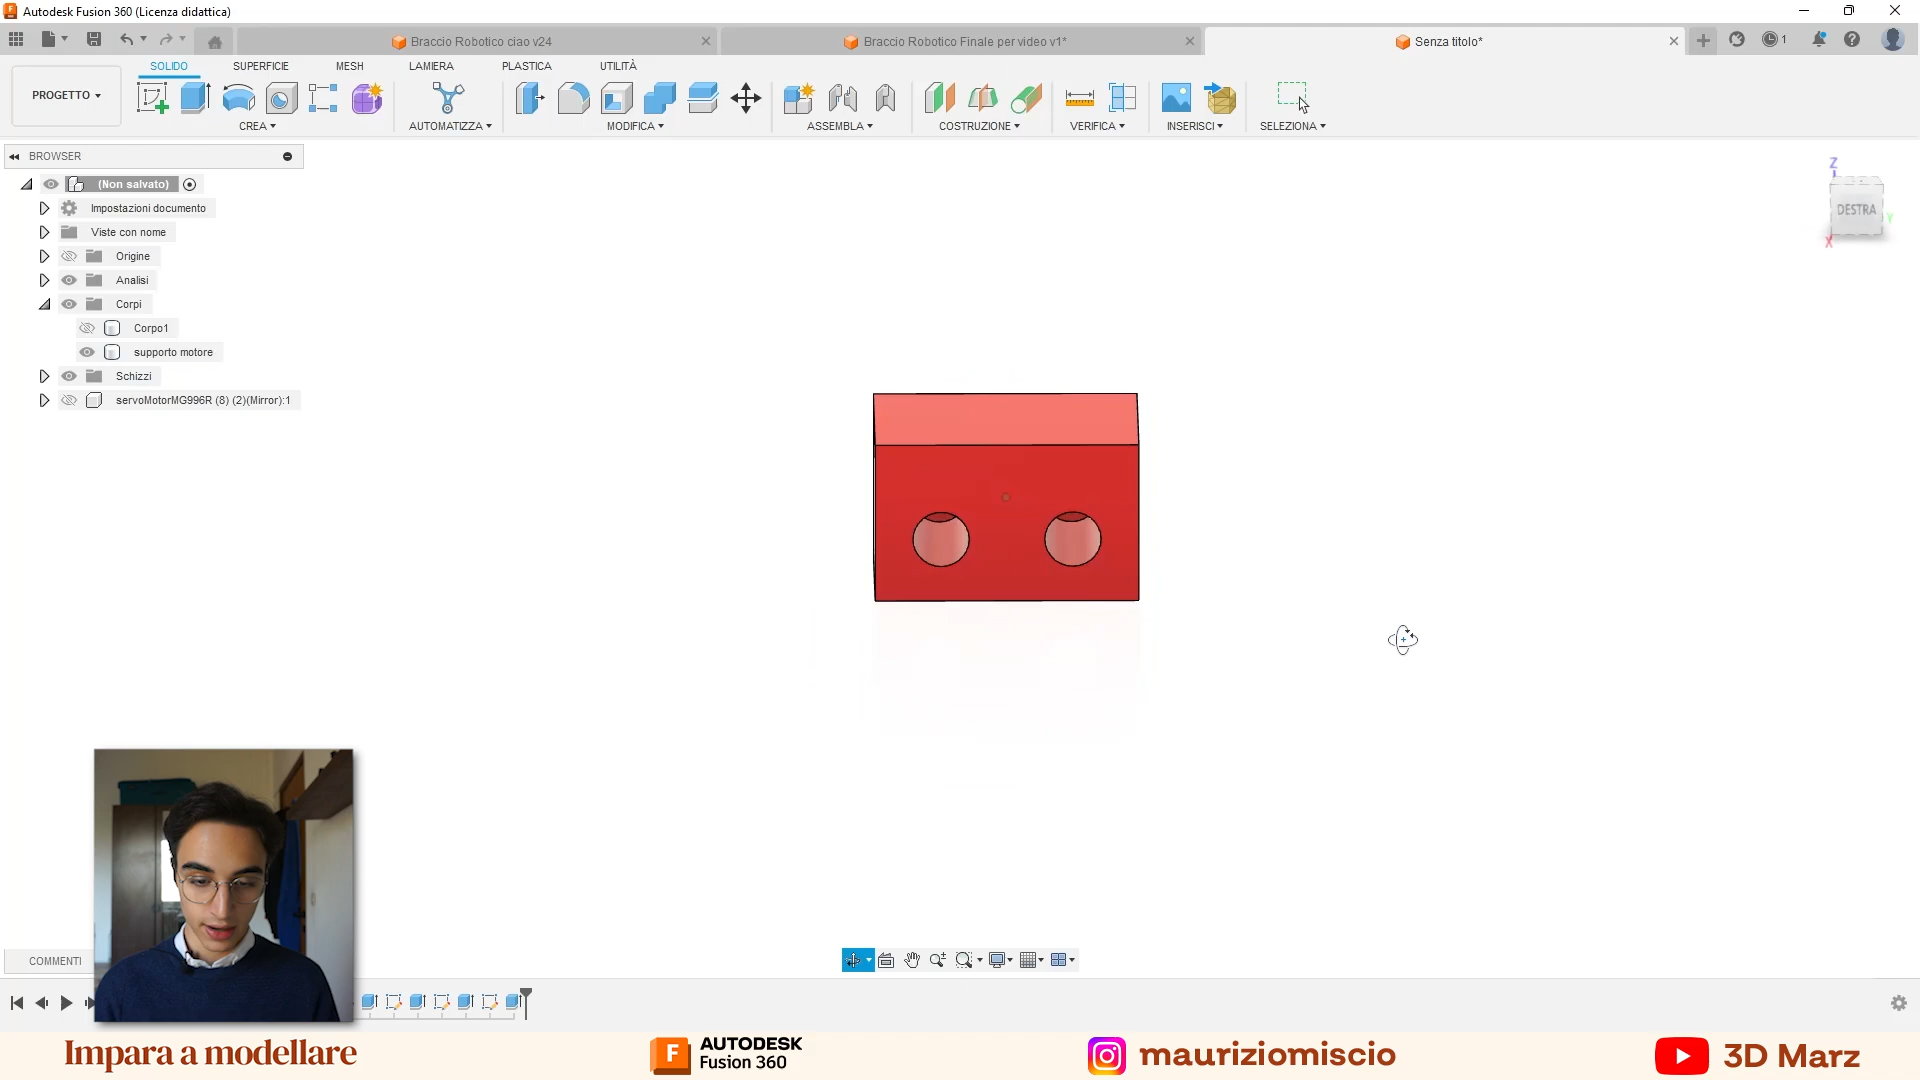 Autodesk Fusion 360 (Licenza didattica)
Braccio Robotico ciao v24
Braccio Robotico Finale per video v1*
Senza titolo*
1
PROGETTO
SOLIDO
SUPERFICIE
MESH
LAMIERA
PLASTICA
UTILITÀ
CREA
AUTOMATIZZA
MODIFICA
ASSEMBLA
COSTRUZIONE
VERIFICA
INSERISCI
SELEZIONA
BROWSER
(Non salvato)
Impostazioni documento
Viste con nome
Origine
Analisi
Corpi
Corpo1
supporto motore
Schizzi
servoMotorMG996R (8) (2)(Mirror):1
Z
DESTRA
Y
X
COMMENTI
Impara a modellare
F
AUTODESK
Fusion 360
mauriziomiscio
3D Marz